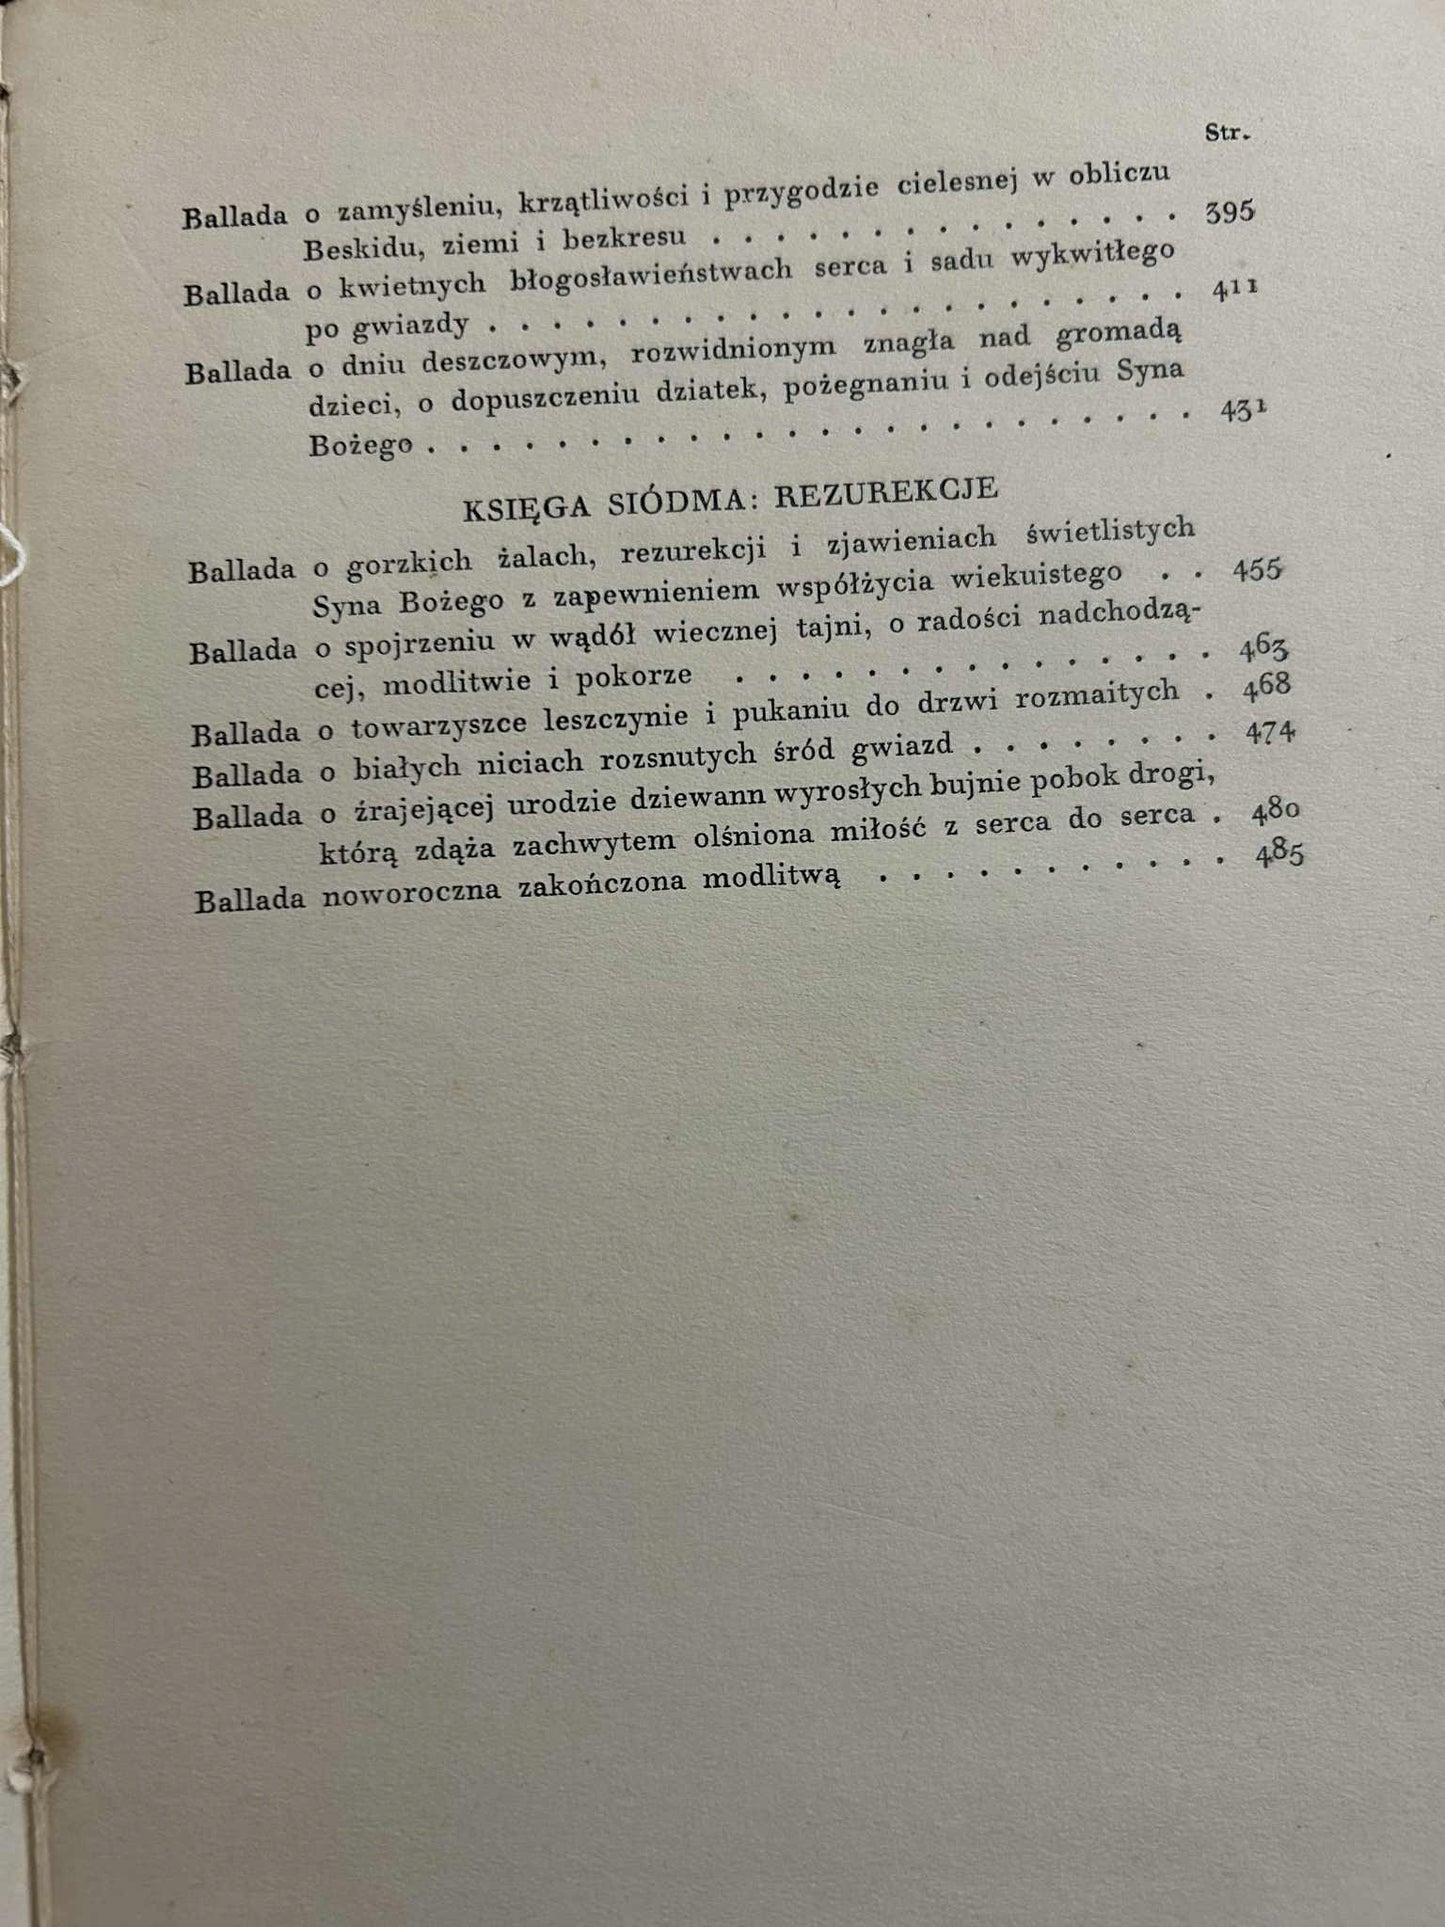 Str.
Ballada o zamyśleniu, krzątliwości i przygodzie cielesnej w obliczu
Beskidu, ziemi i bezkresu . . . . . . . . . . . . . . . 395
Ballada o kwietnych błogosławieństwach serca i sadu wykwitłego
po gwiazdy . . . . . . . . . . . . . . . . . . . . . . 411
Ballada o dniu deszczowym, rozwidnionym znagła nad gromadą
dzieci, o dopuszczeniu dziatek, pożegnaniu i odejściu Syna
Bożego . . . . . . . . . . . . . . . . . . . . . . . . 431
KSIĘGA SIÓDMA: REZUREKCJE
Ballada o gorzkich żalach, rezurekcji i zjawieniach świetlistych
Syna Bożego z zapewnieniem współżycia wiekuistego . . 455
Ballada o spojrzeniu w wądół wiecznej tajni, o radości nadchodzą-
cej, modlitwie i pokorze . . . . . . . . . . . . . . . 463
Ballada o towarzyszce leszczynie i pukaniu do drzwi rozmaitych . 468
Ballada o białych niciach rozsnutych śród gwiazd . . . . . . . . 474
Ballada o źrajejącej urodzie dziewann wyrosłych bujnie pobok drogi,
którą zdąża zachwytem olśniona miłość z serca do serca . 480
Ballada noworoczna zakończona modlitwą . . . . . . . . . . . 485